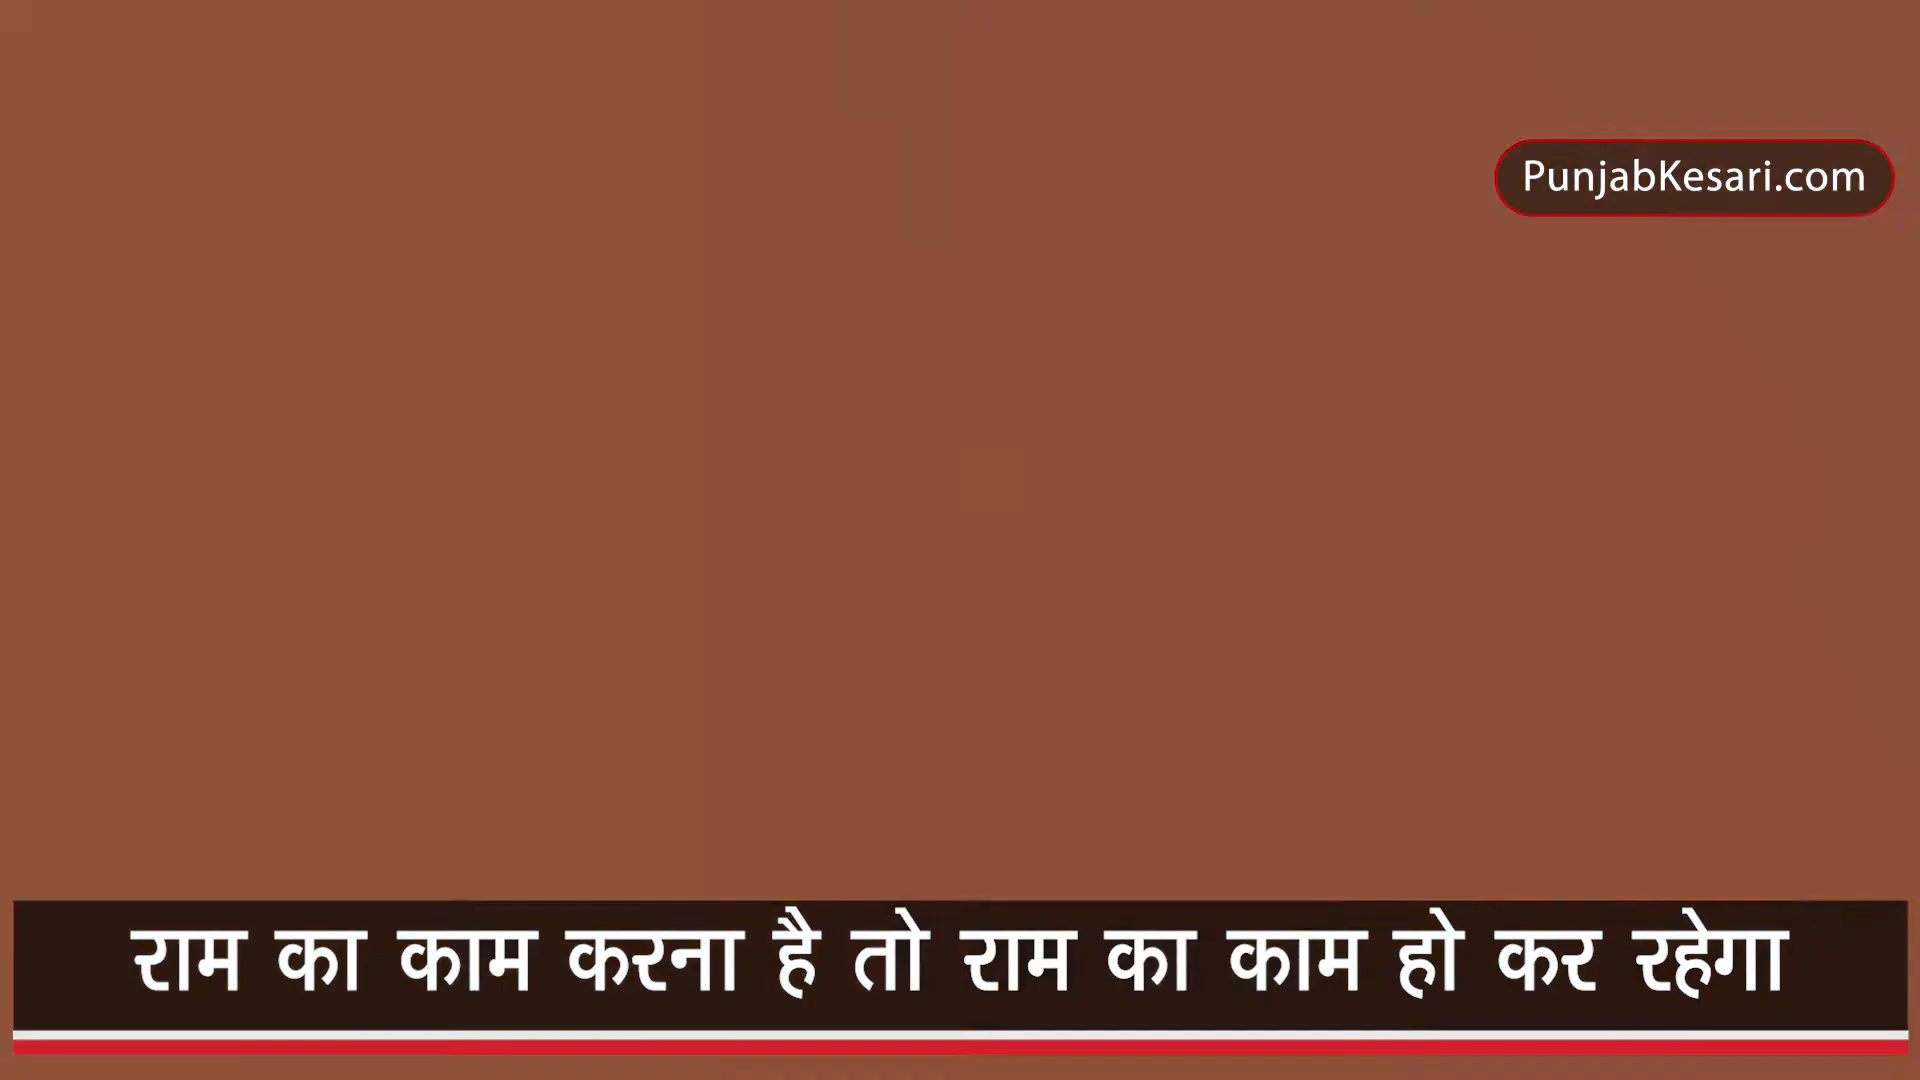 PunjabKesari.com
राम का काम करना है तो राम का काम हो कर रहेगा